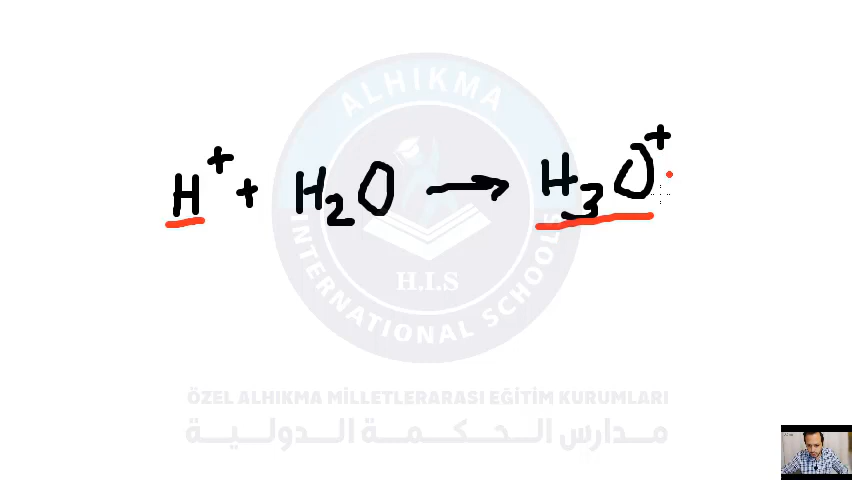 H⁺ + H₂O → H₃O⁺
ALHIKMA
INTERNATIONAL SCHOOLS
H.I.S
ÖZEL ALHIKMA MİLLETLERARASI EĞİTİM KURUMLARI
مدارس الحكمة الدولية